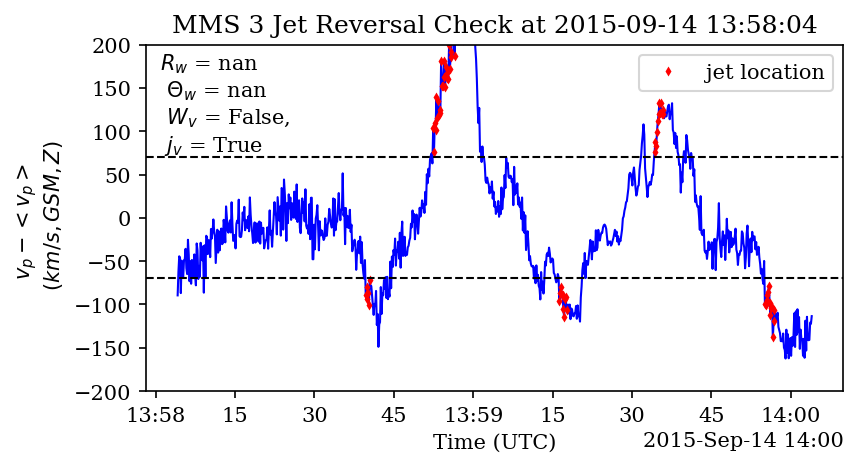 MMS 3 Jet Reversal Check at 2015-09-14 13:58:04
R_w = nan
Θ_w = nan
W_v = False,
j_v = True
jet location
v_p − < v_p >
(km/s, GSM, Z)
200
150
100
50
0
−50
−100
−150
−200
13:58 15 30 45 13:59 15 30 45 14:00
Time (UTC)
2015-Sep-14 14:00